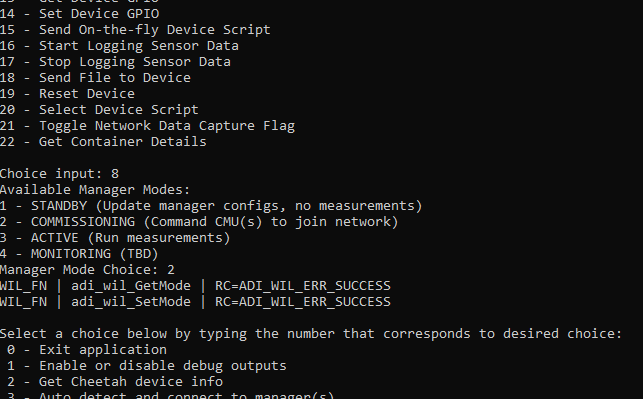 13 - Get Device GPIO
14 - Set Device GPIO
15 - Send On-the-fly Device Script
16 - Start Logging Sensor Data
17 - Stop Logging Sensor Data
18 - Send File to Device
19 - Reset Device
20 - Select Device Script
21 - Toggle Network Data Capture Flag
22 - Get Container Details
Choice input: 8
Available Manager Modes:
1 - STANDBY (Update manager configs, no measurements)
2 - COMMISSIONING (Command CMU(s) to join network)
3 - ACTIVE (Run measurements)
4 - MONITORING (TBD)
Manager Mode Choice: 2
WIL_FN | adi_wil_GetMode | RC=ADI_WIL_ERR_SUCCESS
WIL_FN | adi_wil_SetMode | RC=ADI_WIL_ERR_SUCCESS
Select a choice below by typing the number that corresponds to desired choice:
0 - Exit application
1 - Enable or disable debug outputs
2 - Get Cheetah device info
3 - Auto detect and connect to manager(s)